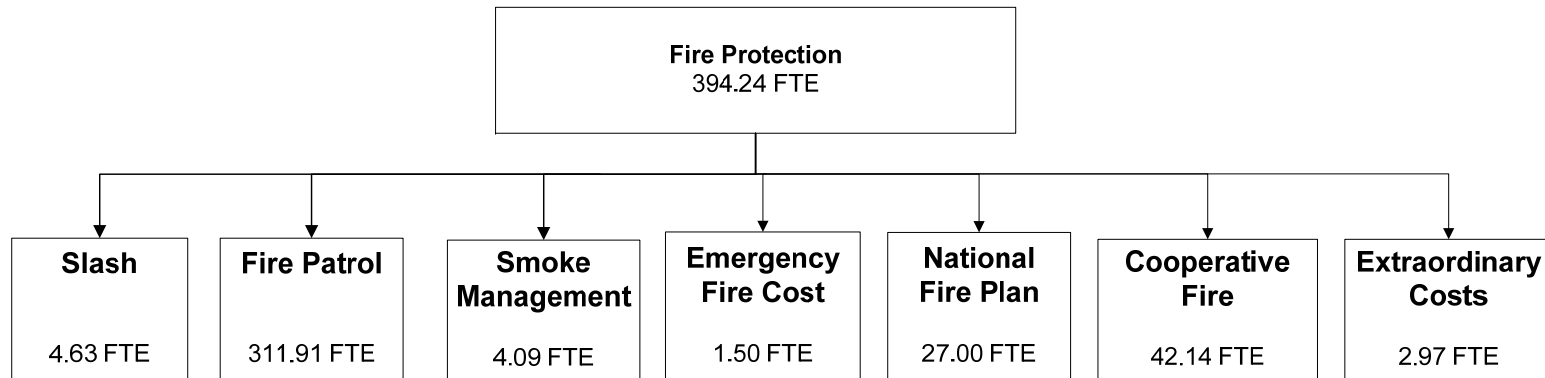 Fire Protection
394.24 FTE
Slash
4.63 FTE
Fire Patrol
311.91 FTE
Smoke
Management
4.09 FTE
Emergency
Fire Cost
1.50 FTE
National
Fire Plan
27.00 FTE
Cooperative
Fire
42.14 FTE
Extraordinary
Costs
2.97 FTE